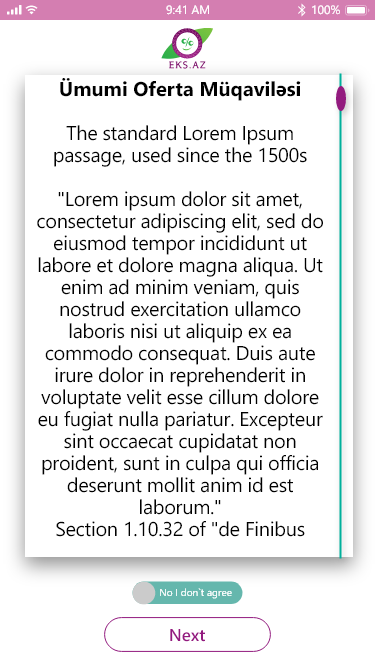 9:41 AM
100%
EKS.AZ
Ümumi Oferta Müqaviləsi
The standard Lorem Ipsum
passage, used since the 1500s
"Lorem ipsum dolor sit amet,
consectetur adipiscing elit, sed do
eiusmod tempor incididunt ut
labore et dolore magna aliqua. Ut
enim ad minim veniam, quis
nostrud exercitation ullamco
laboris nisi ut aliquip ex ea
commodo consequat. Duis aute
irure dolor in reprehenderit in
voluptate velit esse cillum dolore
eu fugiat nulla pariatur. Excepteur
sint occaecat cupidatat non
proident, sunt in culpa qui officia
deserunt mollit anim id est
laborum."
Section 1.10.32 of "de Finibus
No I don`t agree
Next